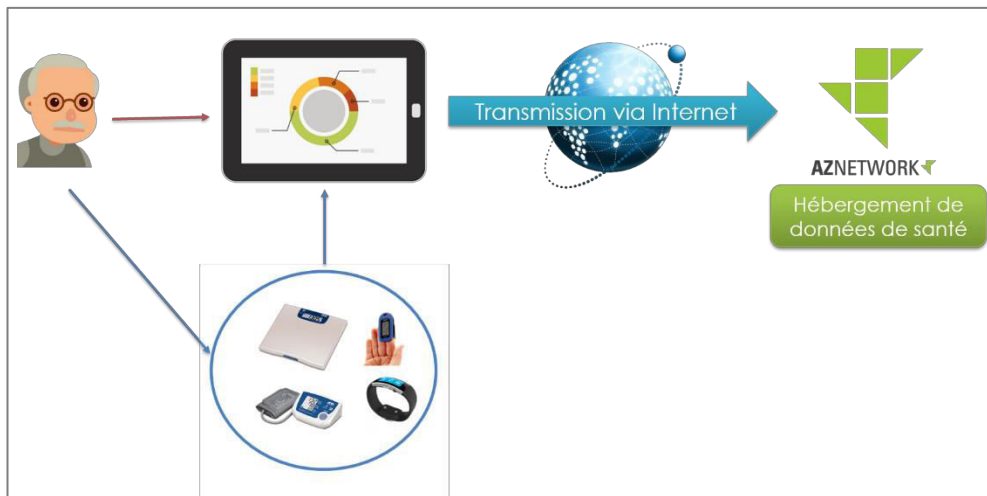 Transmission via Internet
AZNETWORK
Hébergement de
données de santé